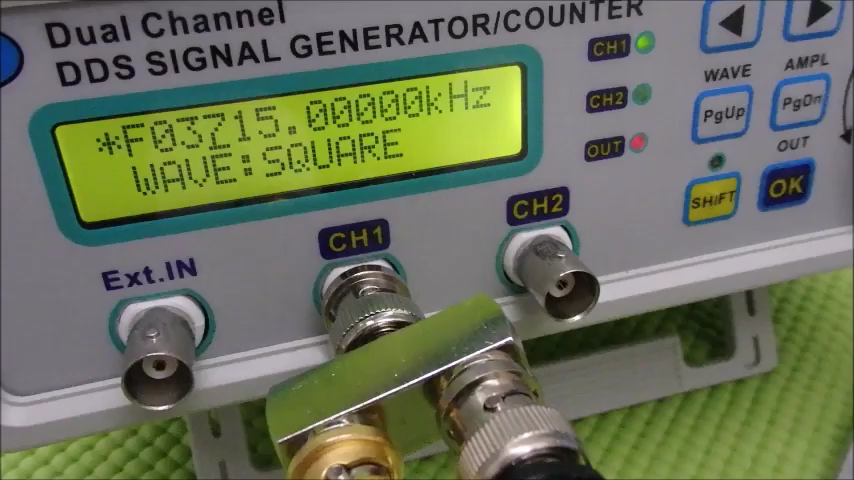 Dual Channel
DDS SIGNAL GENERATOR/COUNTER
*F03715.00000kHz
WAVE:SQUARE
CH1
CH2
OUT
WAVE
AMPL
PgUp
PgDn
OUT
SHIFT
OK
Ext.IN
CH1
CH2